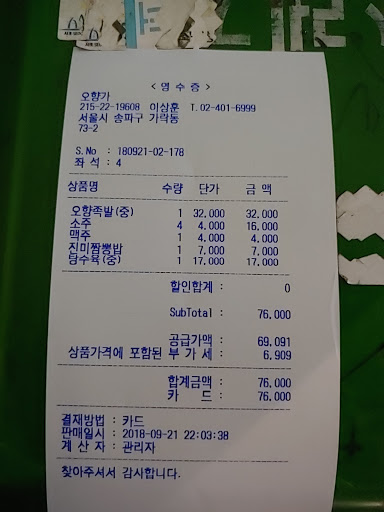 < 영 수 증 >
오향가
215-22-19608 이상훈 T.02-401-6999
서울시 송파구 가락동
73-2
S.No : 180921-02-178
좌 석 : 4
상품명 수량 단가 금 액
오향족발(중) 1 32,000 32,000
소주 4 4,000 16,000
맥주 1 4,000 4,000
진미짬뽕밥 1 7,000 7,000
탕수육(중) 1 17,000 17,000
할인합계 : 0
SubTotal : 76,000
공급가액 : 69,091
상품가격에 포함된 부 가 세 : 6,909
합계금액 : 76,000
카 드 : 76,000
결재방법 : 카드
판매일시 : 2018-09-21 22:03:38
계 산 자 : 관리자
찾아주셔서 감사합니다.